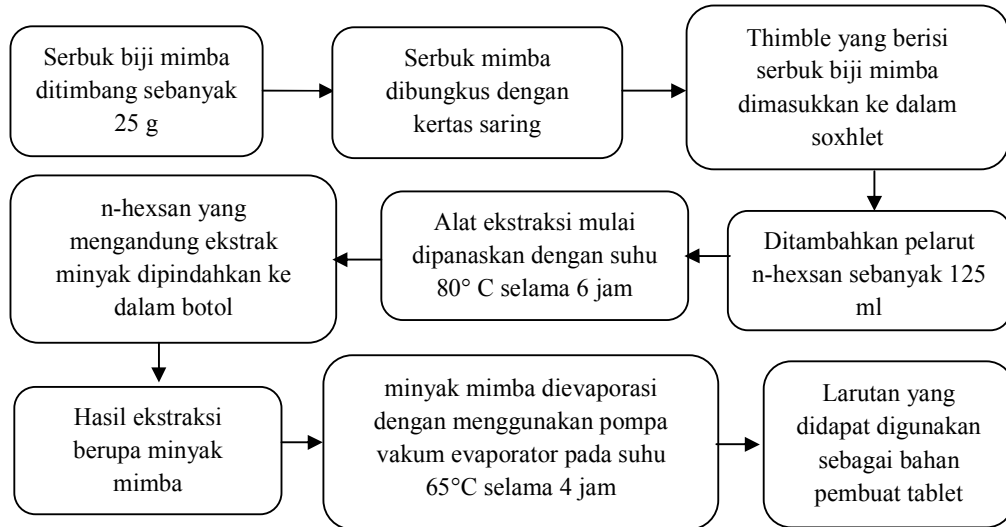 Serbuk biji mimba
ditimbang sebanyak
25 g
Serbuk mimba
dibungkus dengan
kertas saring
Thimble yang berisi
serbuk biji mimba
dimasukkan ke dalam
soxhlet
Ditambahkan pelarut
n-hexsan sebanyak 125
ml
Alat ekstraksi mulai
dipanaskan dengan suhu
80° C selama 6 jam
n-hexsan yang
mengandung ekstrak
minyak dipindahkan ke
dalam botol
Hasil ekstraksi
berupa minyak
mimba
minyak mimba dievaporasi
dengan menggunakan pompa
vakum evaporator pada suhu
65°C selama 4 jam
Larutan yang
didapat digunakan
sebagai bahan
pembuat tablet